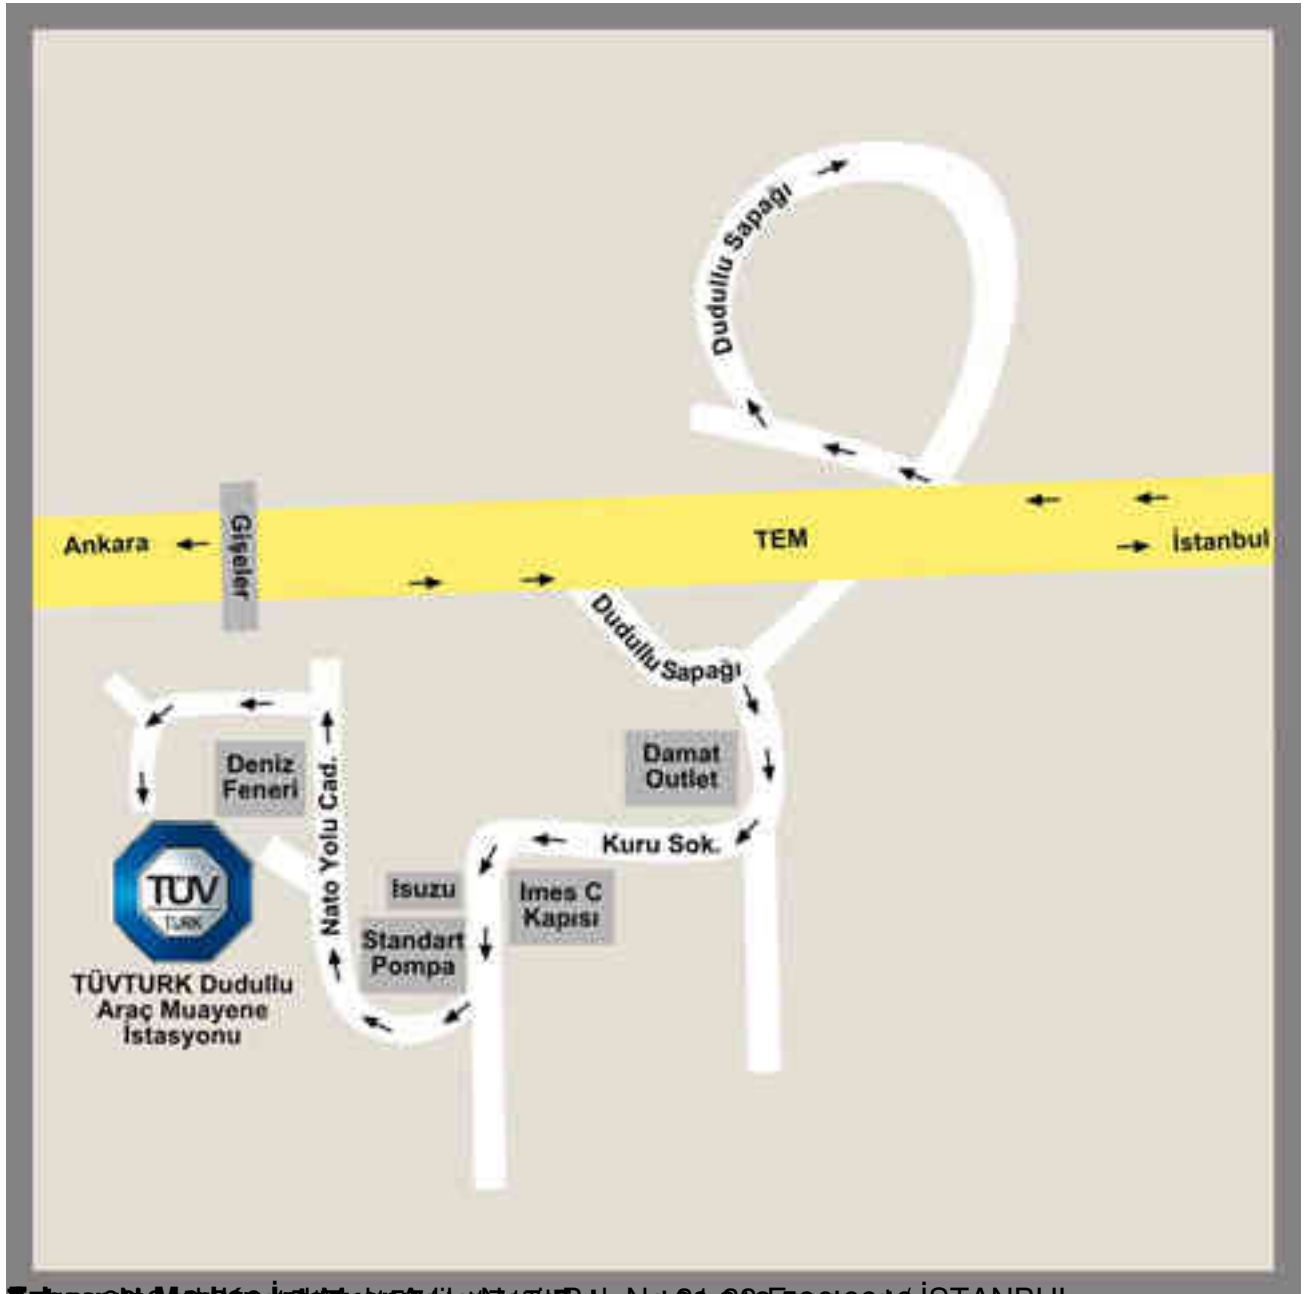 Dudullu Sapağı
Gişeler
Ankara
TEM
İstanbul
Dudullu Sapağı
Damat
Outlet
Deniz
Feneri
Nato Yolu Cad.
Kuru Sok.
Isuzu
Imes C
Kapısı
Standart
Pompa
TÜV
TURK
TÜVTURK Dudullu
Araç Muayene
İstasyonu
İSTANBUL